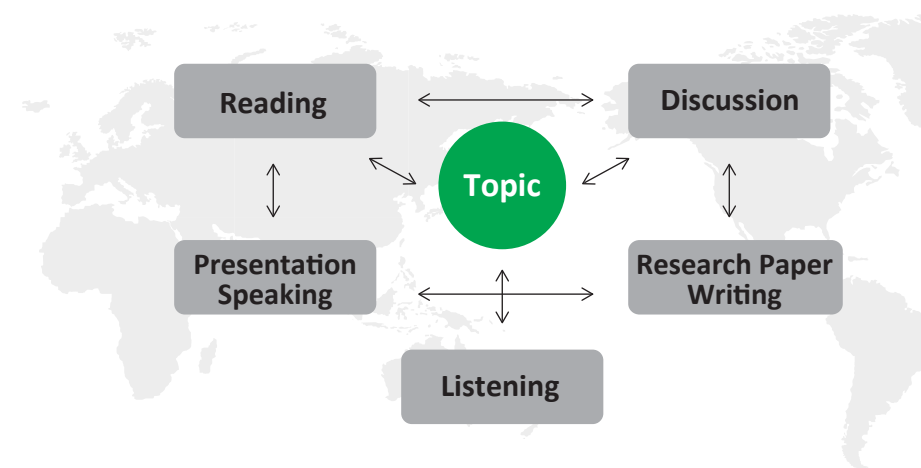 Reading
Discussion
Topic
Presentation
Speaking
Research Paper
Writing
Listening